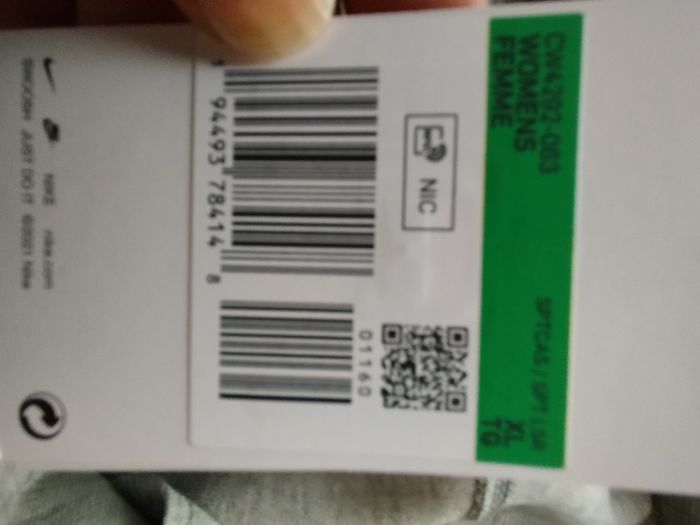 CW4292-063
WOMENS
FEMME
SPTCAS / SPT LSR
XL
TG
NIC
01160
1 94493 78414 8
NIKE nike.com
SWOOSH JUST DO IT ©2021 Nike